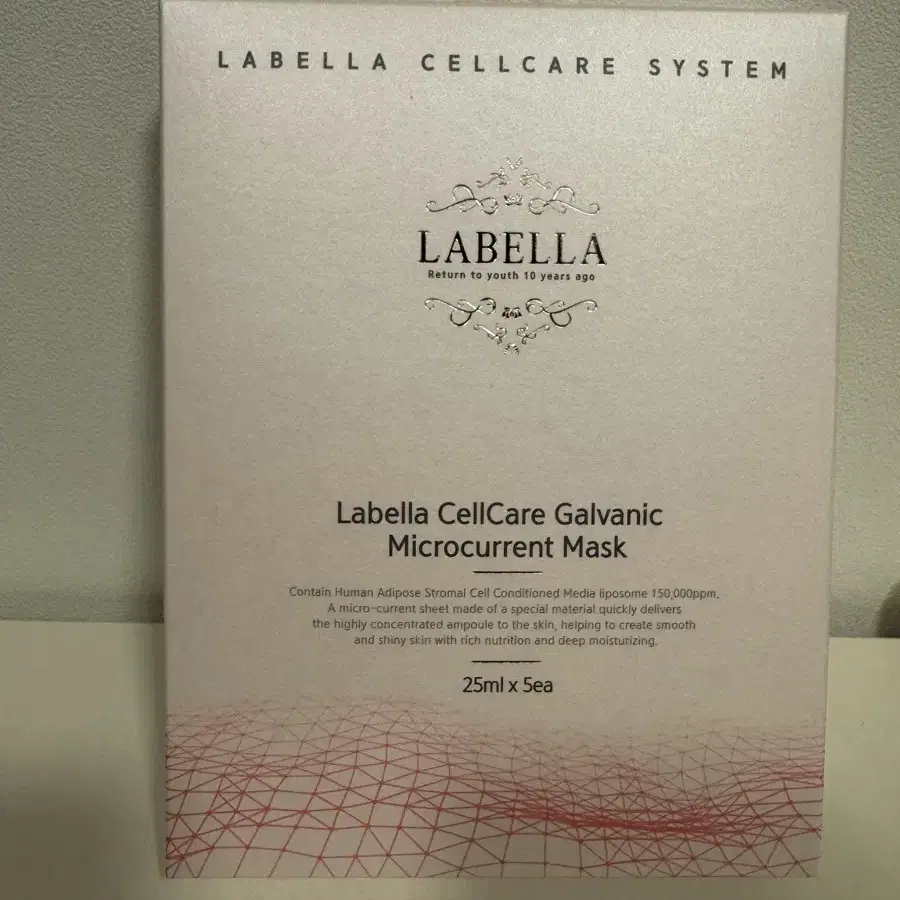 LABELLA CELLCARE SYSTEM
LABELLA
Return to youth 10 years ago
Labella CellCare Galvanic
Microcurrent Mask
Contain Human Adipose Stromal Cell Conditioned Media liposome 150,000ppm.
A micro-current sheet made of a special material quickly delivers
the highly concentrated ampoule to the skin, helping to create smooth
and shiny skin with rich nutrition and deep moisturizing.
25ml x 5ea